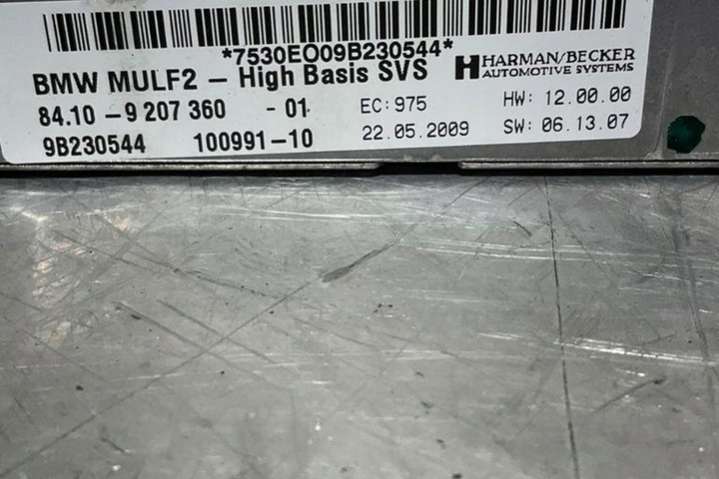 *7530EO09B230544*
BMW MULF2 – High Basis SVS
H HARMAN/BECKER
AUTOMOTIVE SYSTEMS
84.10 – 9 207 360 - 01 EC: 975 HW: 12.00.00
9B230544 100991–10 22.05.2009 SW: 06.13.07